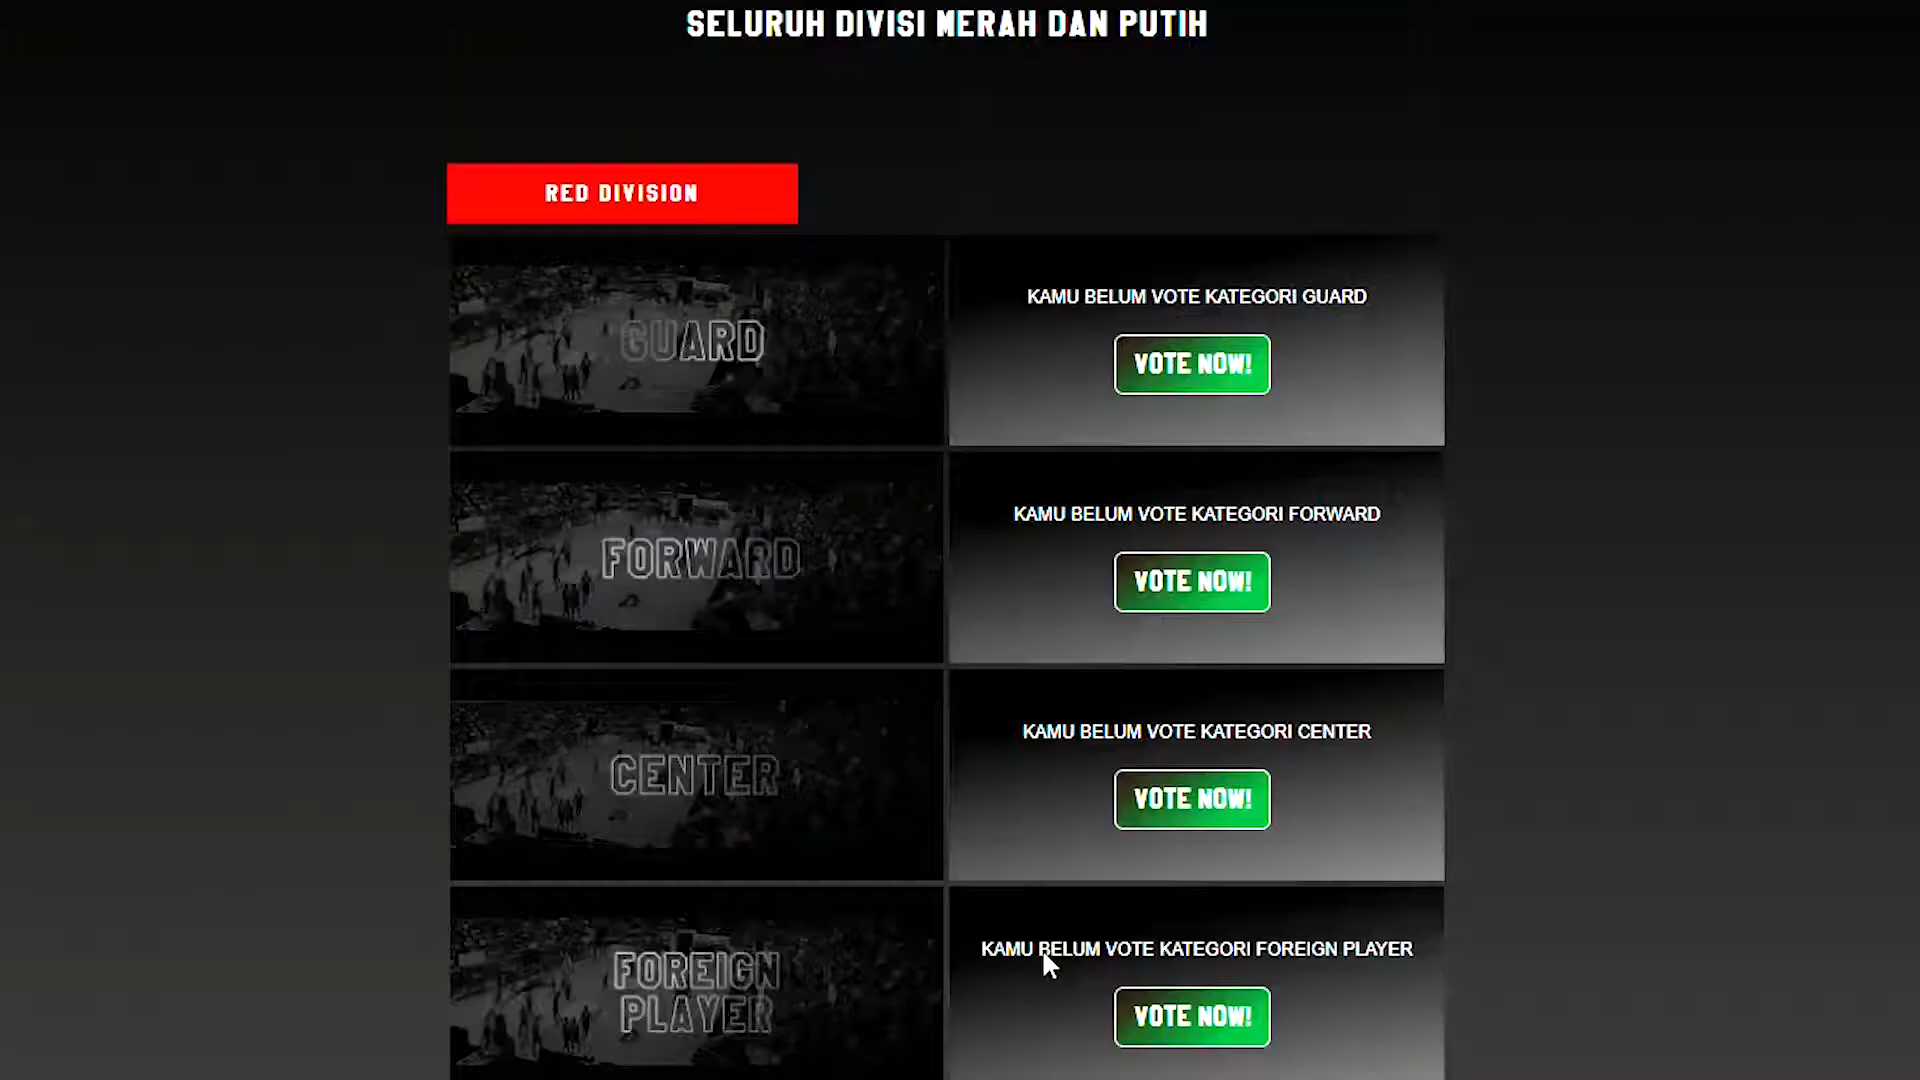 SELURUH DIVISI MERAH DAN PUTIH
RED DIVISION
GUARD
KAMU BELUM VOTE KATEGORI GUARD
VOTE NOW!
FORWARD
KAMU BELUM VOTE KATEGORI FORWARD
VOTE NOW!
CENTER
KAMU BELUM VOTE KATEGORI CENTER
VOTE NOW!
FOREIGN
PLAYER
KAMU BELUM VOTE KATEGORI FOREIGN PLAYER
VOTE NOW!